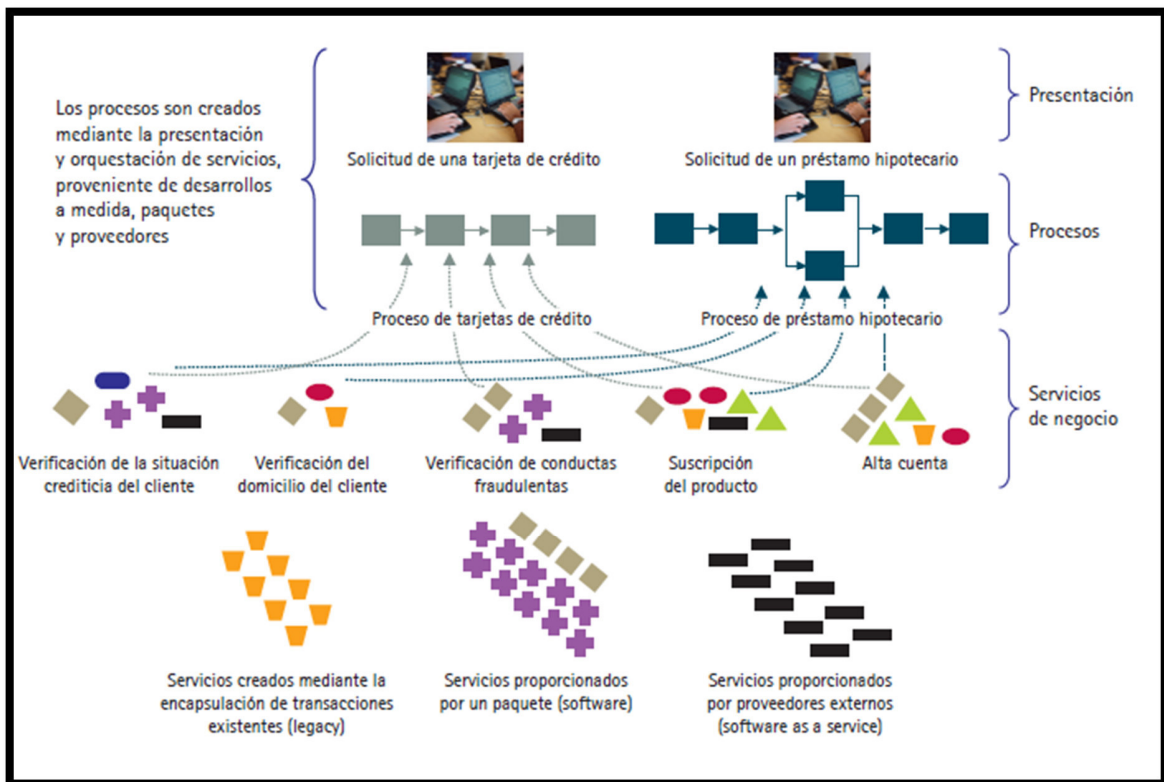 Los procesos son creados
mediante la presentación
y orquestación de servicios,
proveniente de desarrollos
a medida, paquetes
y proveedores
Solicitud de una tarjeta de crédito
Solicitud de un préstamo hipotecario
Presentación
Procesos
Proceso de tarjetas de crédito
Proceso de préstamo hipotecario
Servicios
de negocio
Verificación de la situación
crediticia del cliente
Verificación del
domicilio del cliente
Verificación de conductas
fraudulentas
Suscripción
del producto
Alta cuenta
Servicios creados mediante la
encapsulación de transacciones
existentes (legacy)
Servicios proporcionados
por un paquete (software)
Servicios proporcionados
por proveedores externos
(software as a service)